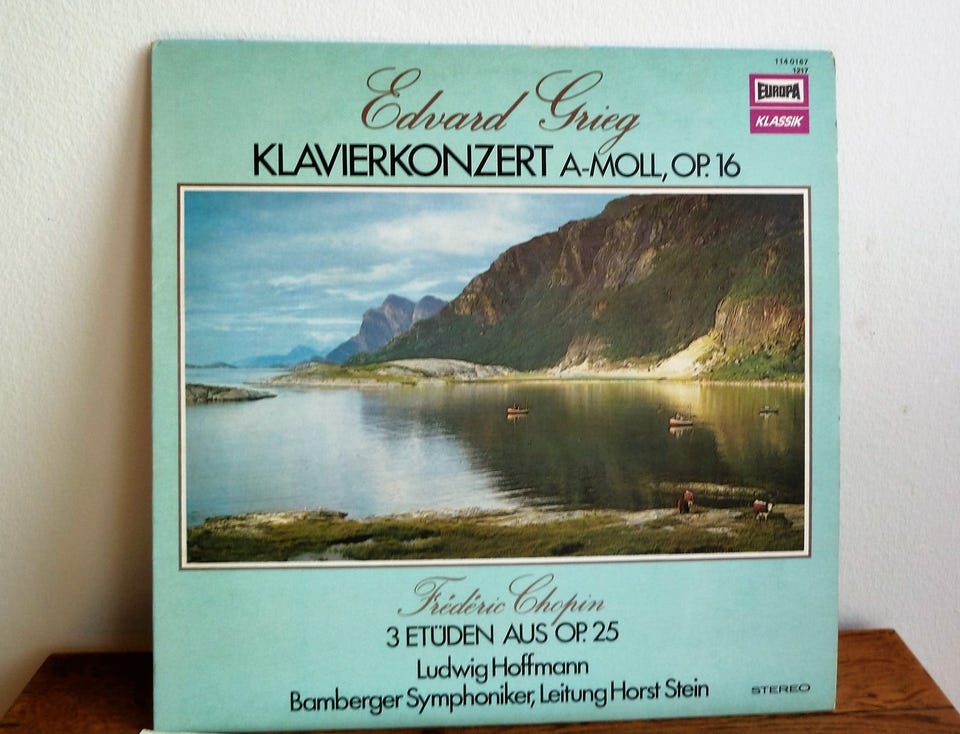 114 0167
1217
EUROPA
KLASSIK
Edvard Grieg
KLAVIERKONZERT A-MOLL, OP. 16
Frédéric Chopin
3 ETÜDEN AUS OP. 25
Ludwig Hoffmann
Bamberger Symphoniker, Leitung Horst Stein
STEREO